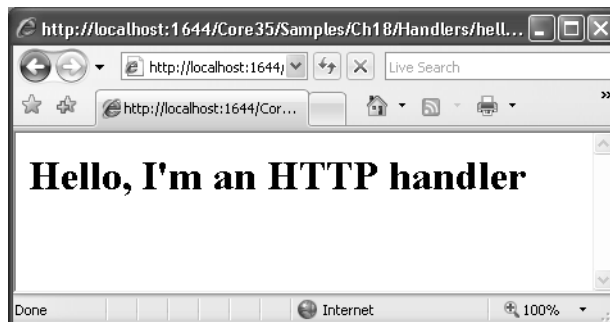 http://localhost:1644/Core35/Samples/Ch18/Handlers/hell...
http://localhost:1644/
Live Search
http://localhost:1644/Cor...
»
Hello, I'm an HTTP handler
Done
Internet
100%